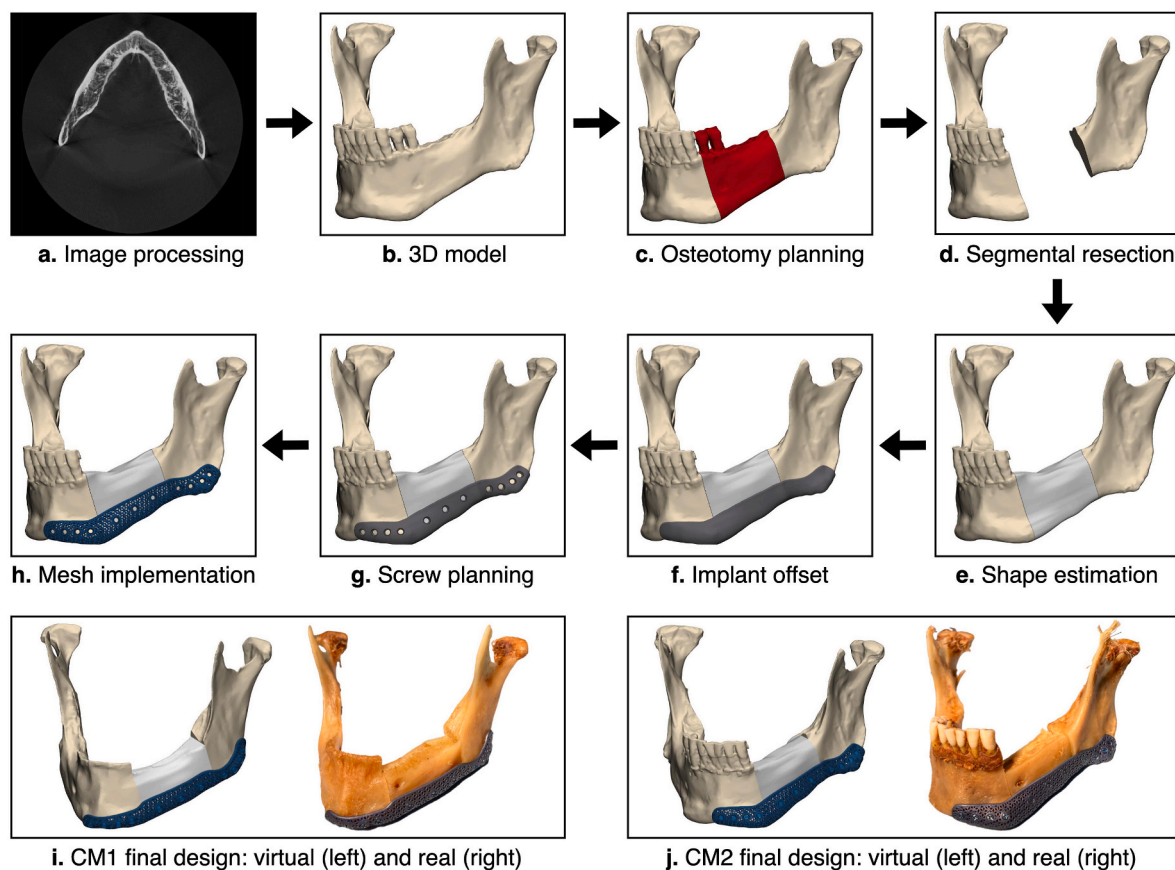 a. Image processing
b. 3D model
c. Osteotomy planning
d. Segmental resection
h. Mesh implementation
g. Screw planning
f. Implant offset
e. Shape estimation
i. CM1 final design: virtual (left) and real (right)
j. CM2 final design: virtual (left) and real (right)